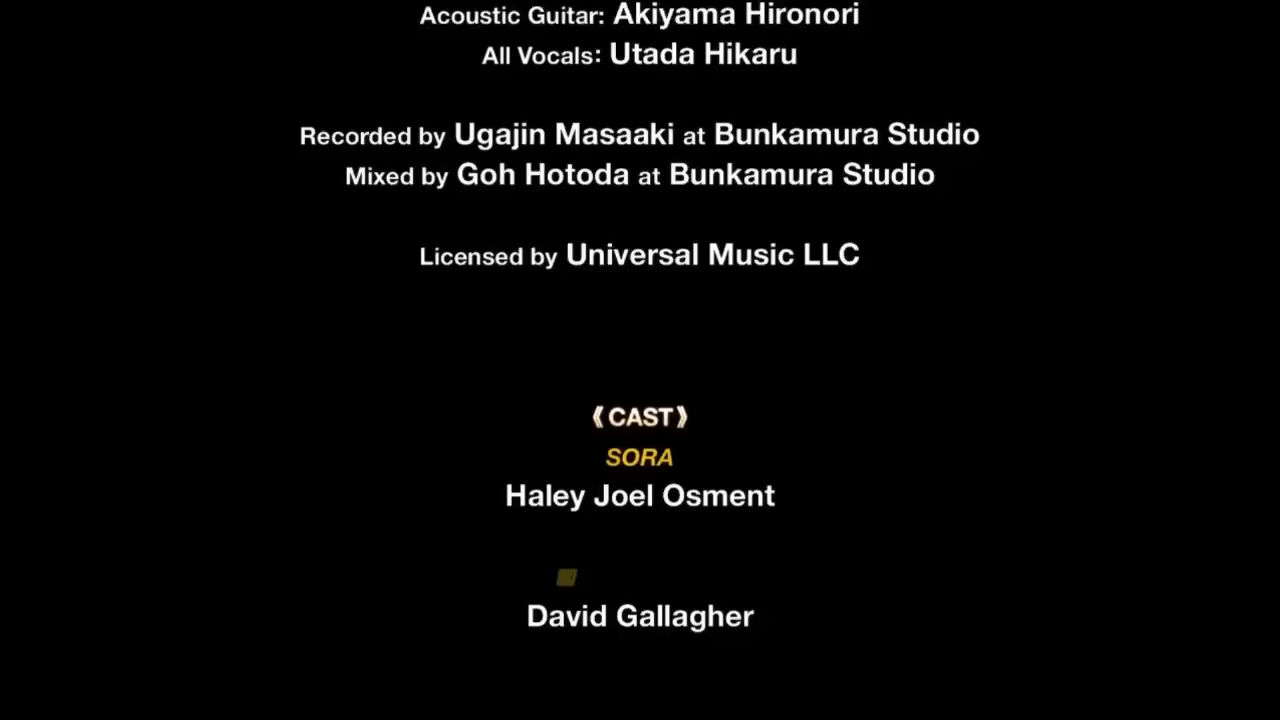 Acoustic Guitar: Akiyama Hironori
All Vocals: Utada Hikaru
Recorded by Ugajin Masaaki at Bunkamura Studio
Mixed by Goh Hotoda at Bunkamura Studio
Licensed by Universal Music LLC
《CAST》
SORA
Haley Joel Osment
David Gallagher